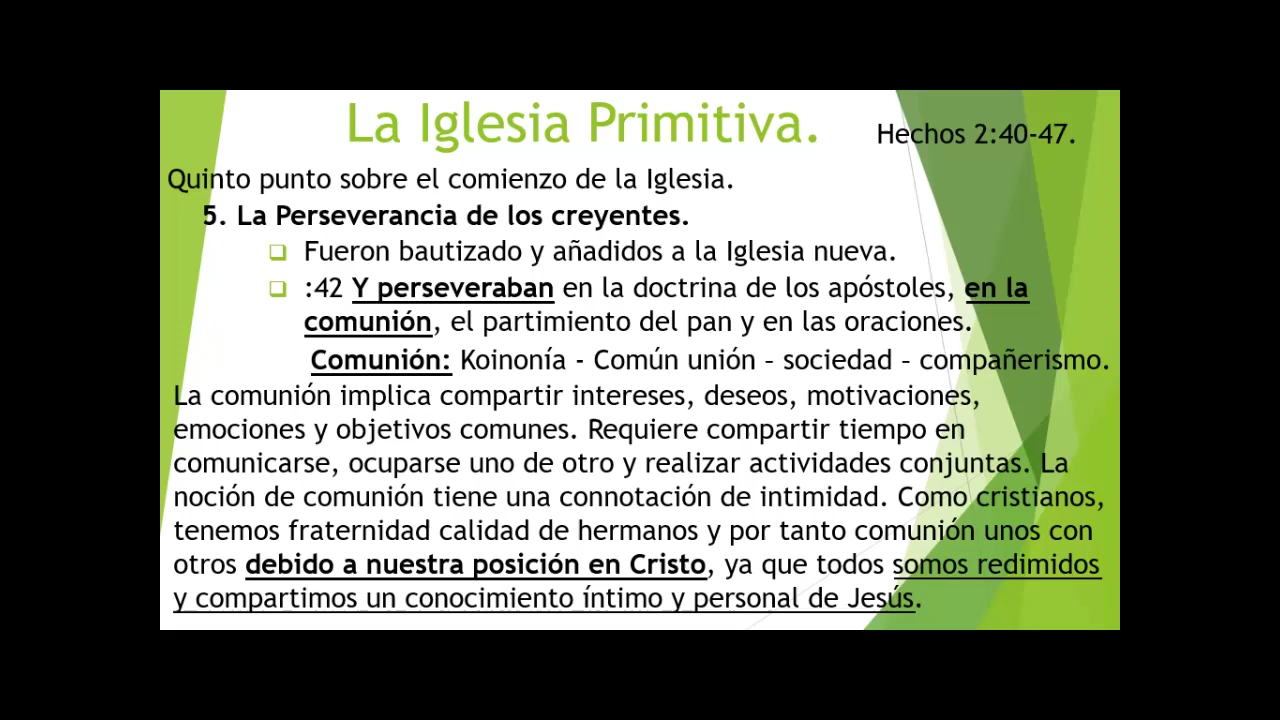 La Iglesia Primitiva.
Hechos 2:40-47.
Quinto punto sobre el comienzo de la Iglesia.
5. La Perseverancia de los creyentes.
Fueron bautizado y añadidos a la Iglesia nueva.
:42 Y perseveraban en la doctrina de los apóstoles, en la
comunión, el partimiento del pan y en las oraciones.
Comunión: Koinonía - Común unión – sociedad – compañerismo.
La comunión implica compartir intereses, deseos, motivaciones,
emociones y objetivos comunes. Requiere compartir tiempo en
comunicarse, ocuparse uno de otro y realizar actividades conjuntas. La
noción de comunión tiene una connotación de intimidad. Como cristianos,
tenemos fraternidad calidad de hermanos y por tanto comunión unos con
otros debido a nuestra posición en Cristo, ya que todos somos redimidos
y compartimos un conocimiento íntimo y personal de Jesús.